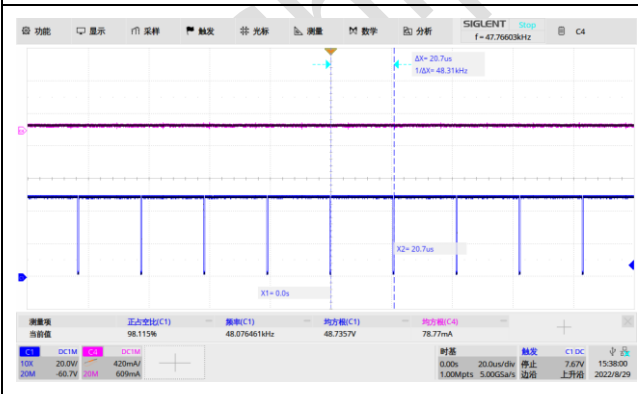 功能 显示 采样 触发 光标 测量 数学 分析 SIGLENT Stop f = 47.76603kHz C4
ΔX= 20.7us
1/ΔX= 48.31kHz
X2= 20.7us
X1= 0.0s
测量项 正占空比(C1) 频率(C1) 均方根(C1) 均方根(C4)
当前值 98.115% 48.076461kHz 48.7357V 78.77mA
C1 DC1M C4 DC1M 时基 触发 C1 DC
10X 20.0V/ 420mA/ 0.00s 20.0us/div 停止 7.67V 15:38:00
20M -60.7V 20M 609mA 1.00Mpts 5.00GSa/s 边沿 上升沿 2022/8/29